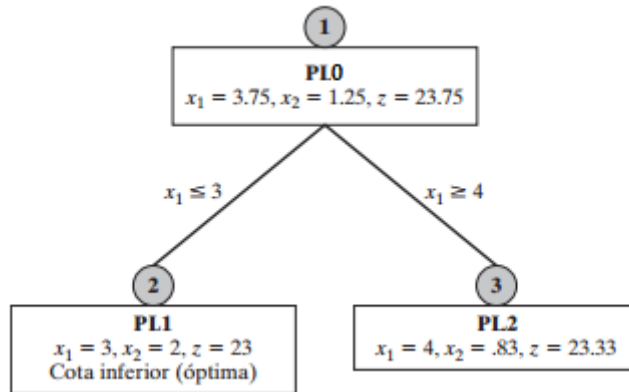 1
PL0
x₁ = 3.75, x₂ = 1.25, z = 23.75
x₁ ≤ 3
x₁ ≥ 4
2
3
PL1
x₁ = 3, x₂ = 2, z = 23
Cota inferior (óptima)
PL2
x₁ = 4, x₂ = .83, z = 23.33